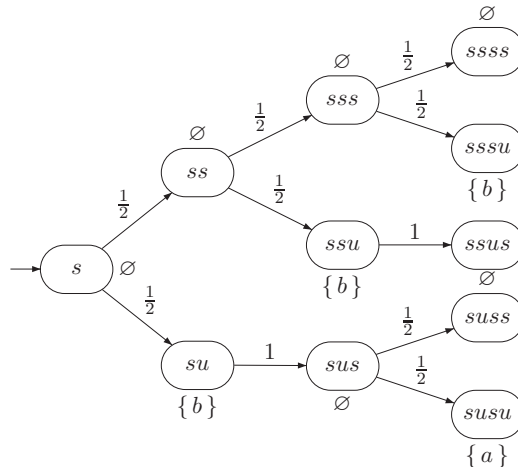 ∅
1/2 ssss
∅
sss
1/2
∅ 1/2 sssu
ss { b }
1/2 1/2
ssu 1 ssus
s ∅ { b } ∅
1/2 1/2 suss
su 1 sus
{ b } ∅ 1/2
susu
{ a }